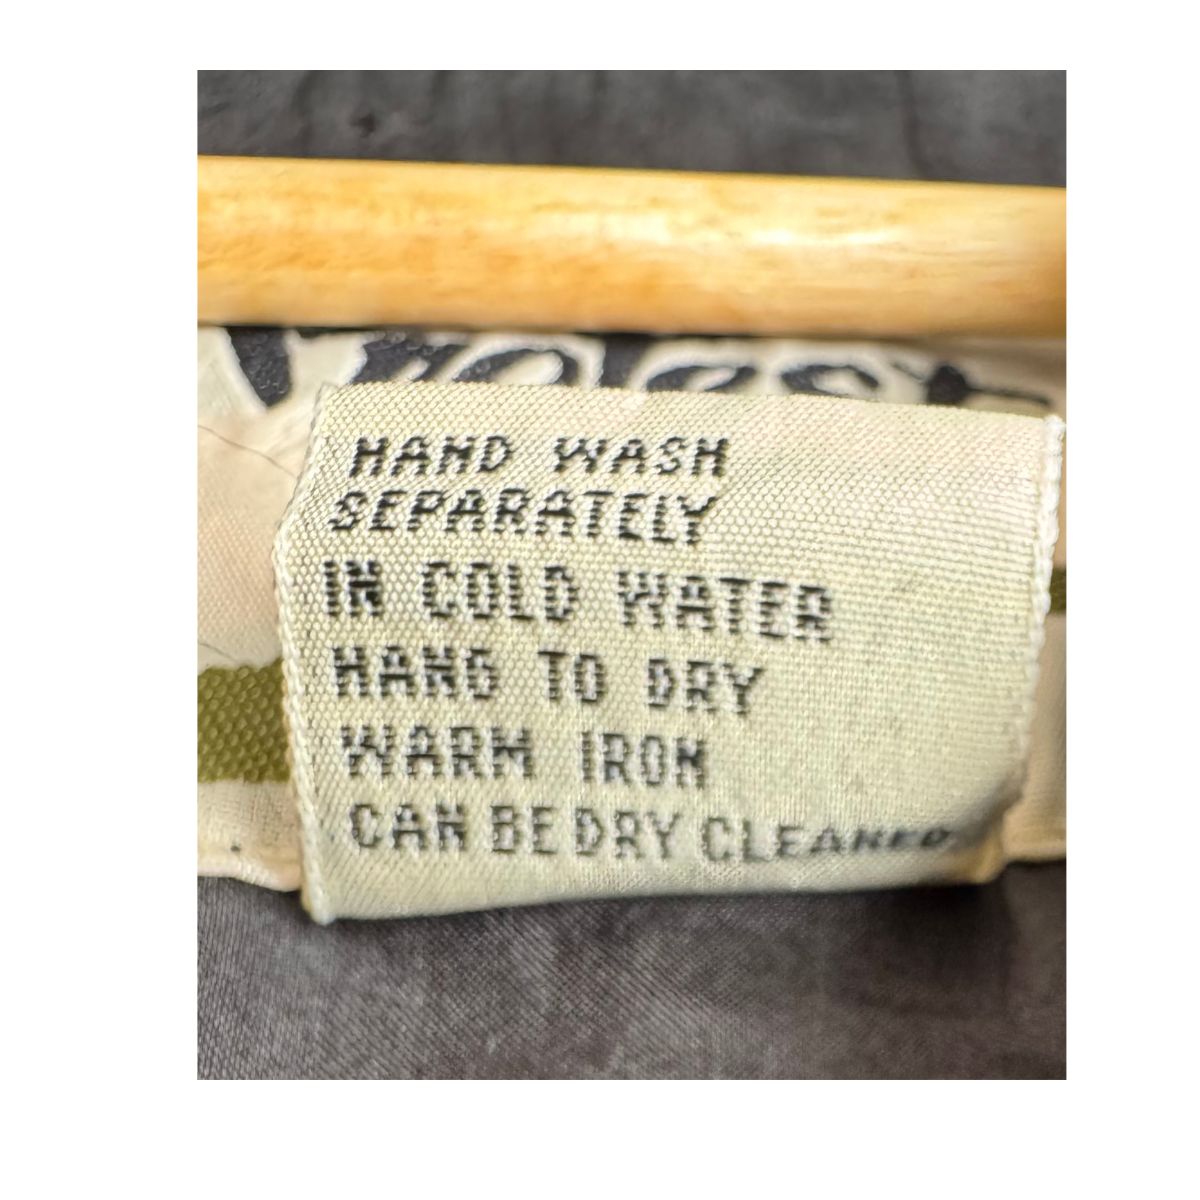 HAND WASH
SEPARATELY
IN COLD WATER
HANG TO DRY
WARM IRON
CAN BE DRY CLEANED